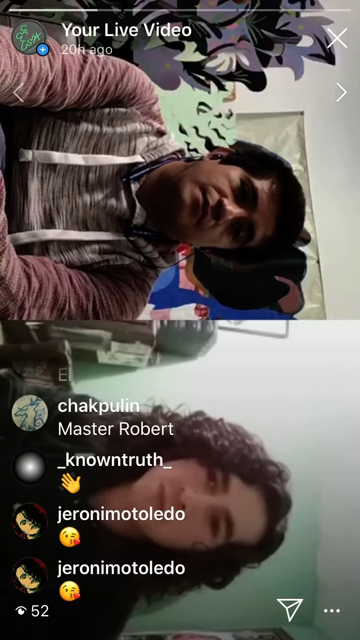 Your Live Video
20h ago
chakpulin
Master Robert
_knowntruth_
👋
jeronimotoledo
😘
jeronimotoledo
😘
52